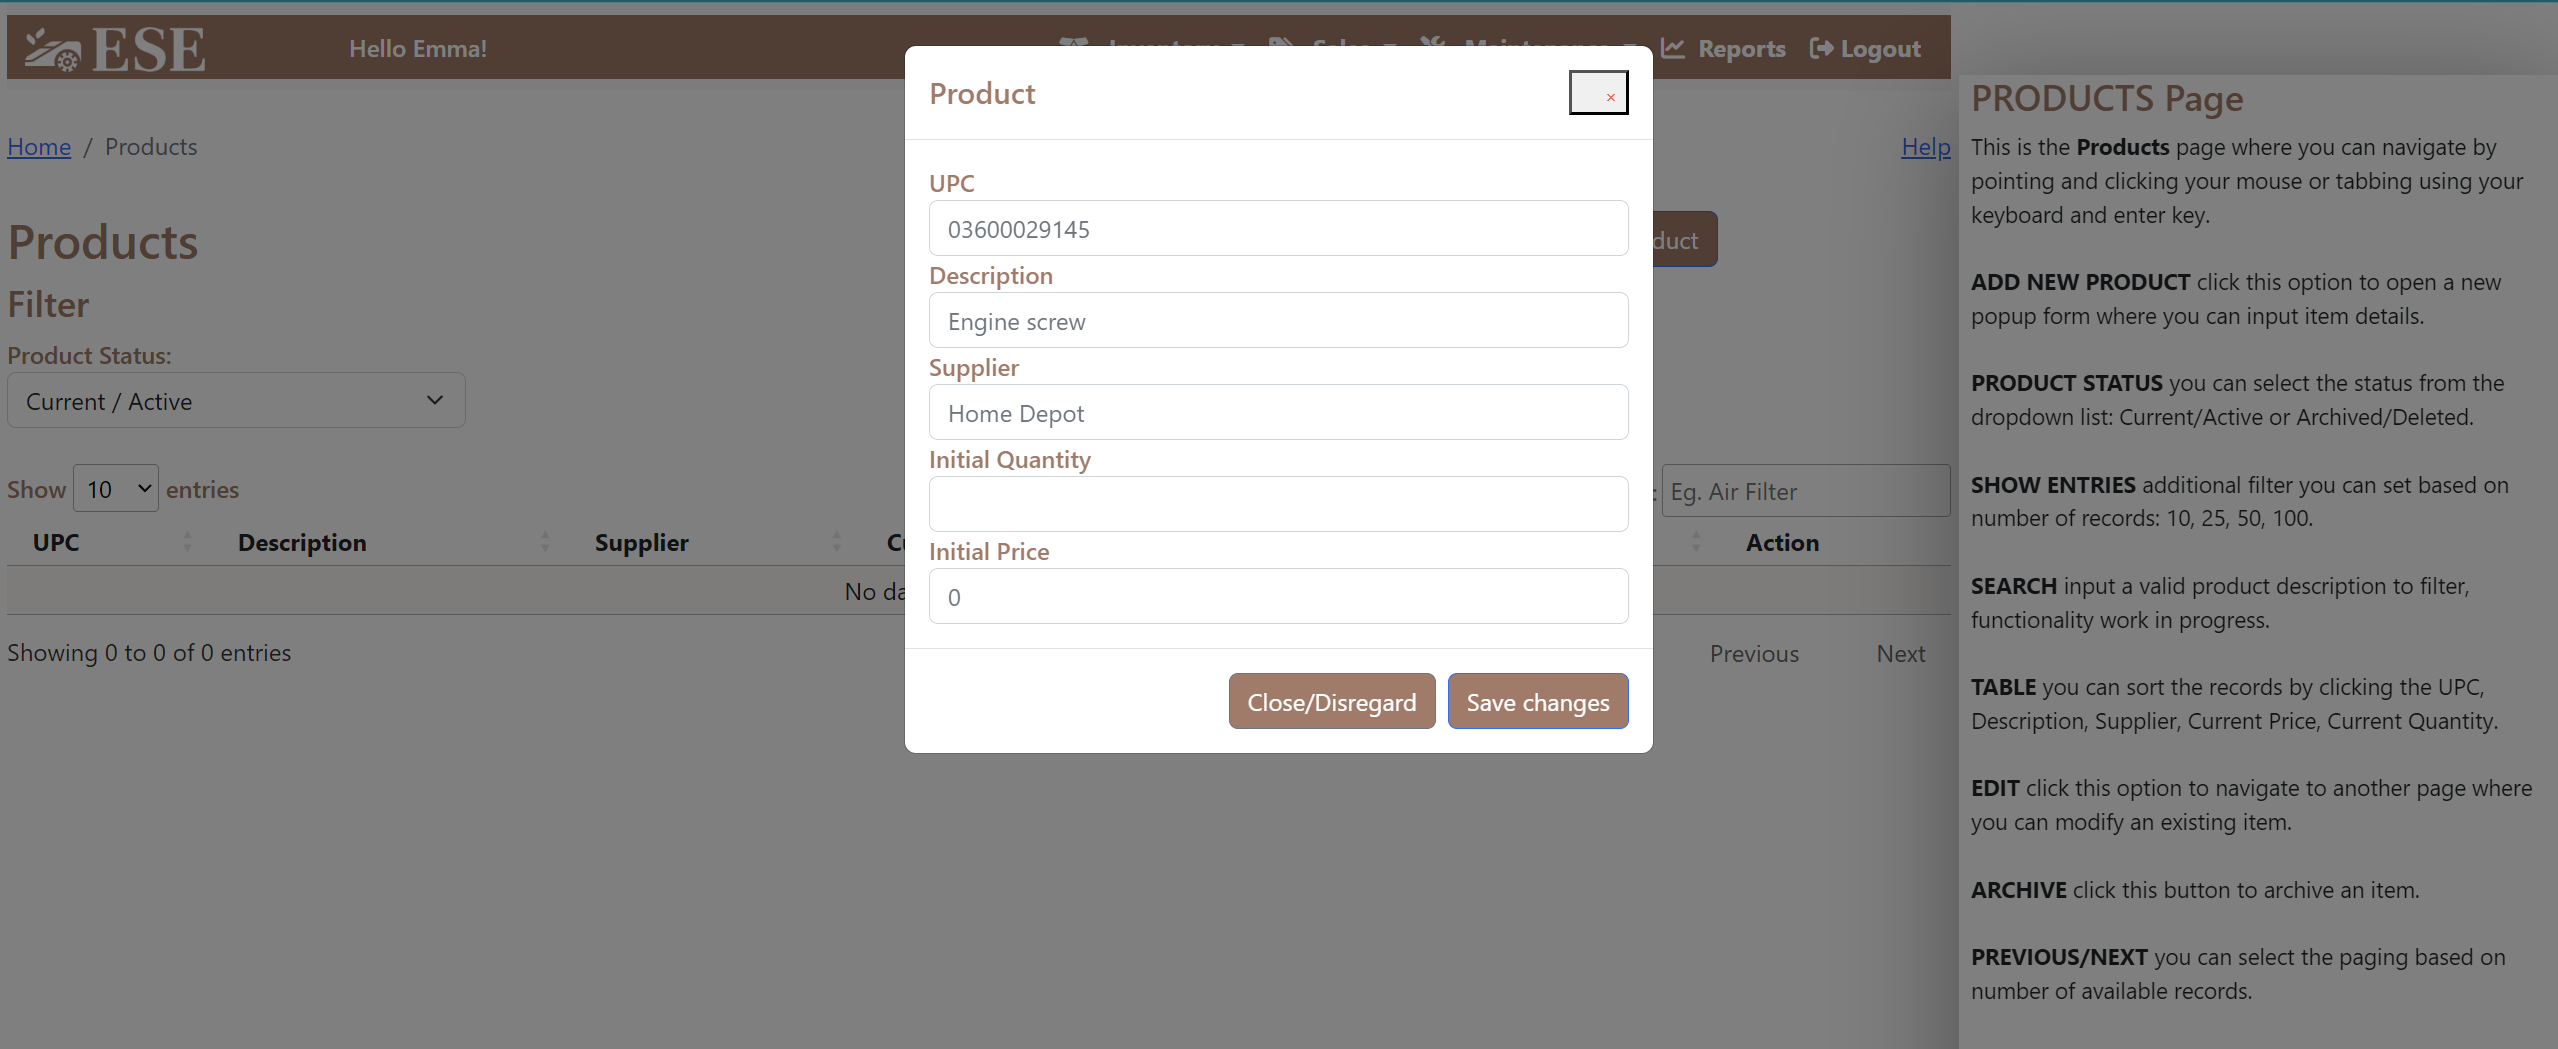 ESE
Hello Emma!
Reports
Logout
Home / Products
Help
Products
Filter
Product Status:
Current / Active
Show 10 entries
Eg. Air Filter
UPC Description Supplier Action
Showing 0 to 0 of 0 entries
Previous Next
Product
×
UPC
03600029145
Description
Engine screw
Supplier
Home Depot
Initial Quantity
Initial Price
0
Close/Disregard Save changes
PRODUCTS Page
This is the Products page where you can navigate by
pointing and clicking your mouse or tabbing using your
keyboard and enter key.
ADD NEW PRODUCT click this option to open a new
popup form where you can input item details.
PRODUCT STATUS you can select the status from the
dropdown list: Current/Active or Archived/Deleted.
SHOW ENTRIES additional filter you can set based on
number of records: 10, 25, 50, 100.
SEARCH input a valid product description to filter,
functionality work in progress.
TABLE you can sort the records by clicking the UPC,
Description, Supplier, Current Price, Current Quantity.
EDIT click this option to navigate to another page where
you can modify an existing item.
ARCHIVE click this button to archive an item.
PREVIOUS/NEXT you can select the paging based on
number of available records.